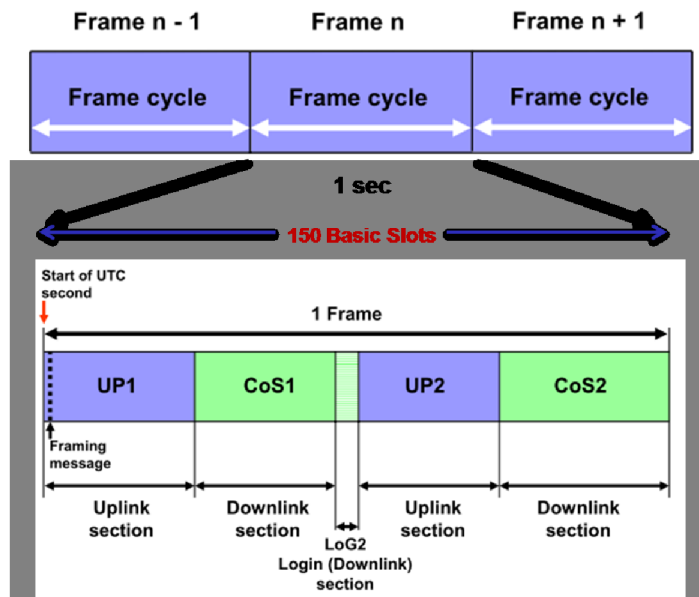 Frame n - 1 Frame n Frame n + 1
Frame cycle Frame cycle Frame cycle
1 sec
150 Basic Slots
Start of UTC
second
1 Frame
UP1 CoS1 UP2 CoS2
Framing
message
Uplink
section
Downlink
section
LoG2
Login (Downlink)
section
Uplink
section
Downlink
section